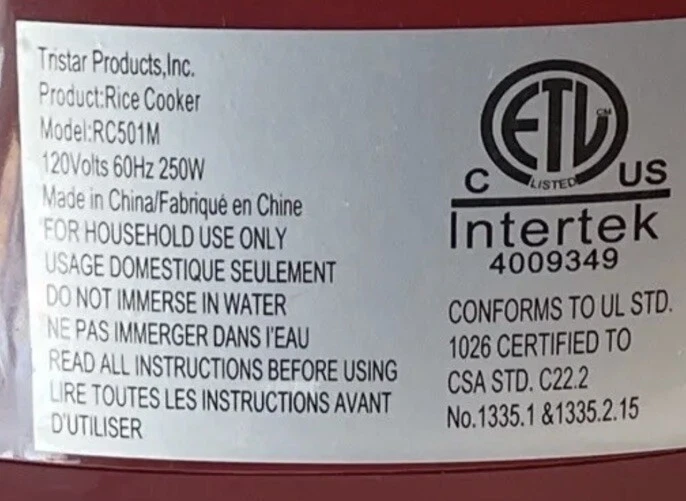 Tristar Products,Inc.
Product:Rice Cooker
Model:RC501M
120Volts 60Hz 250W
Made in China/Fabriqué en Chine
FOR HOUSEHOLD USE ONLY
USAGE DOMESTIQUE SEULEMENT
DO NOT IMMERSE IN WATER
NE PAS IMMERGER DANS I'EAU
READ ALL INSTRUCTIONS BEFORE USING
LIRE TOUTES LES INSTRUCTIONS AVANT
D'UTILISER
ETL CM
C LISTED US
Intertek
4009349
CONFORMS TO UL STD.
1026 CERTIFIED TO
CSA STD. C22.2
No.1335.1 &1335.2.15